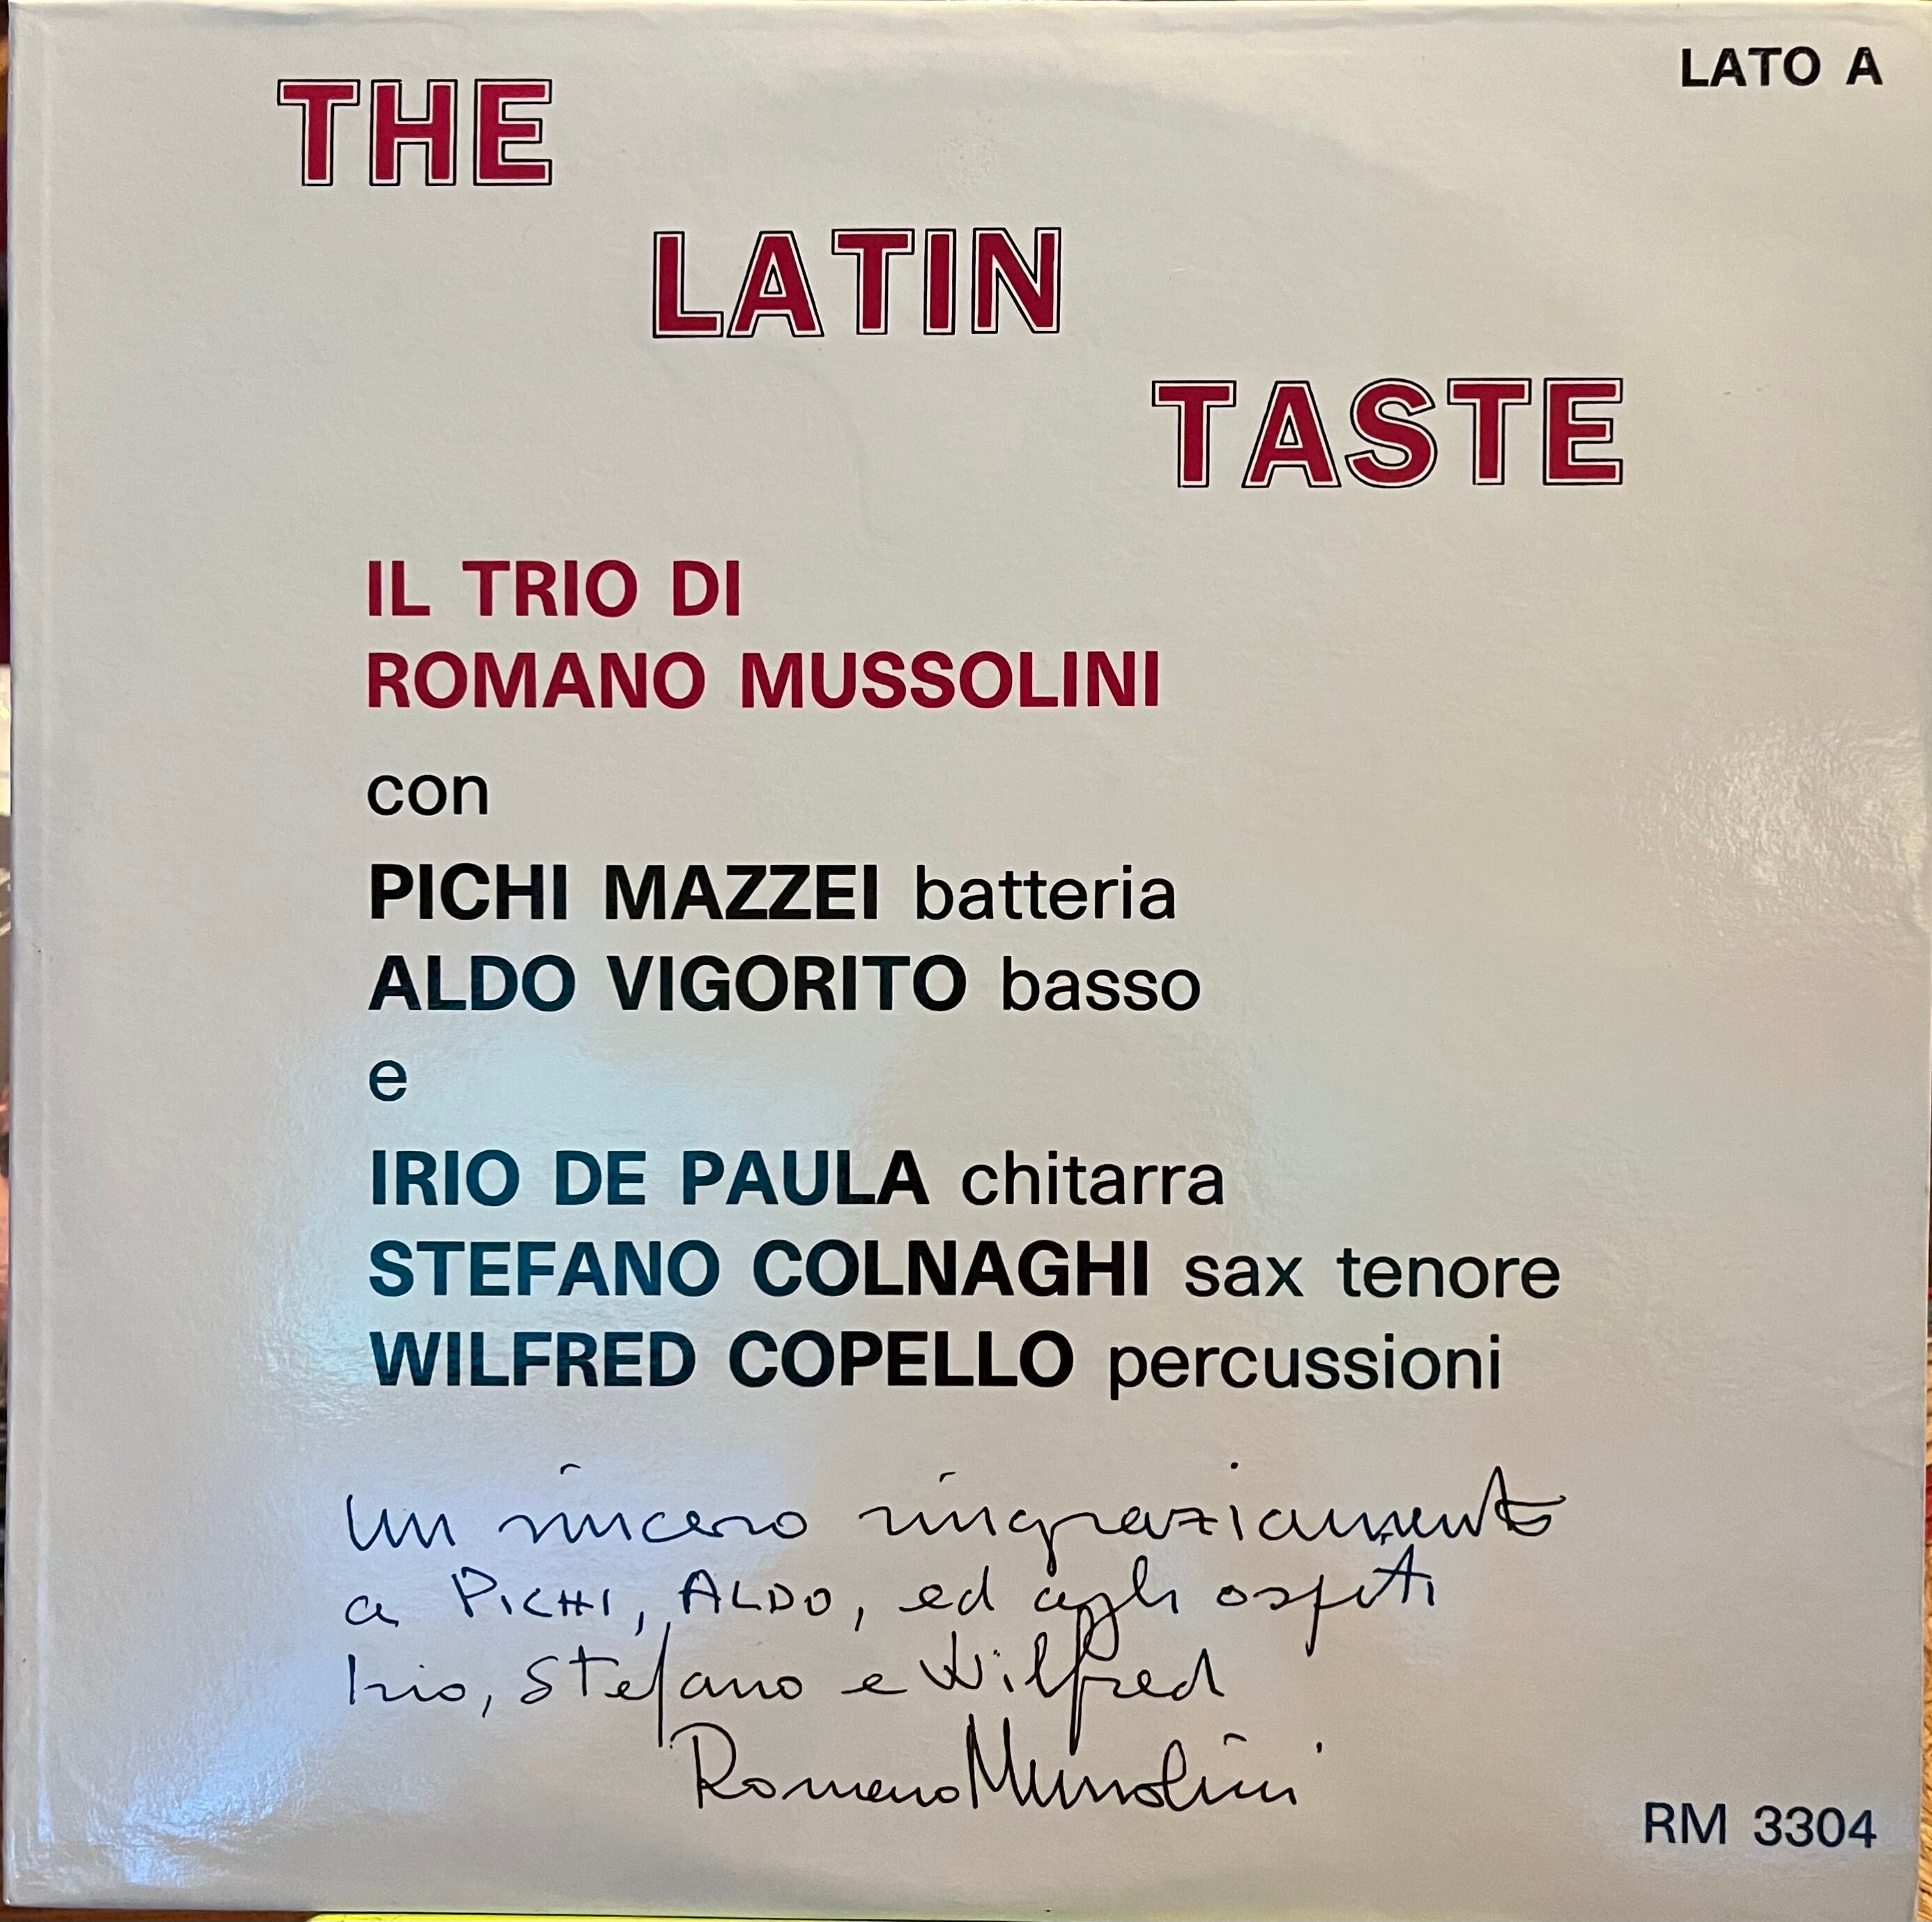 LATO A
THE
LATIN
TASTE
IL TRIO DI
ROMANO MUSSOLINI
con
PICHI MAZZEI batteria
ALDO VIGORITO basso
e
IRIO DE PAULA chitarra
STEFANO COLNAGHI sax tenore
WILFRED COPELLO percussioni
Un sincero ringraziamento
a PICHI, ALDO, ed agli ospiti
Irio, Stefano e Wilfred
Romano Mussolini
RM 3304